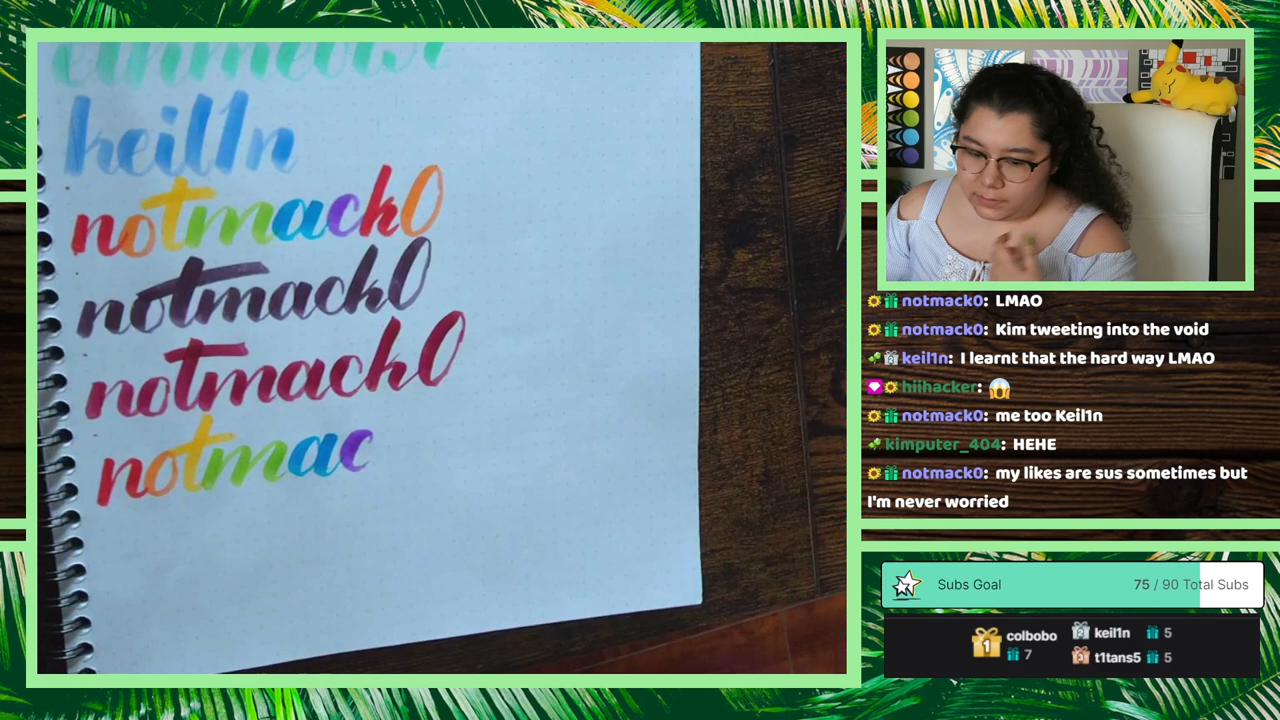 keil1n
notmack0
notmack0
notmack0
notmac
notmack0: LMAO
notmack0: Kim tweeting into the void
keil1n: I learnt that the hard way LMAO
hiihacker: 😱
notmack0: me too Keil1n
kimputer_404: HEHE
notmack0: my likes are sus sometimes but
I'm never worried
Subs Goal 75 / 90 Total Subs
1 colbobo 7
2 keil1n 5
3 t1tans5 5